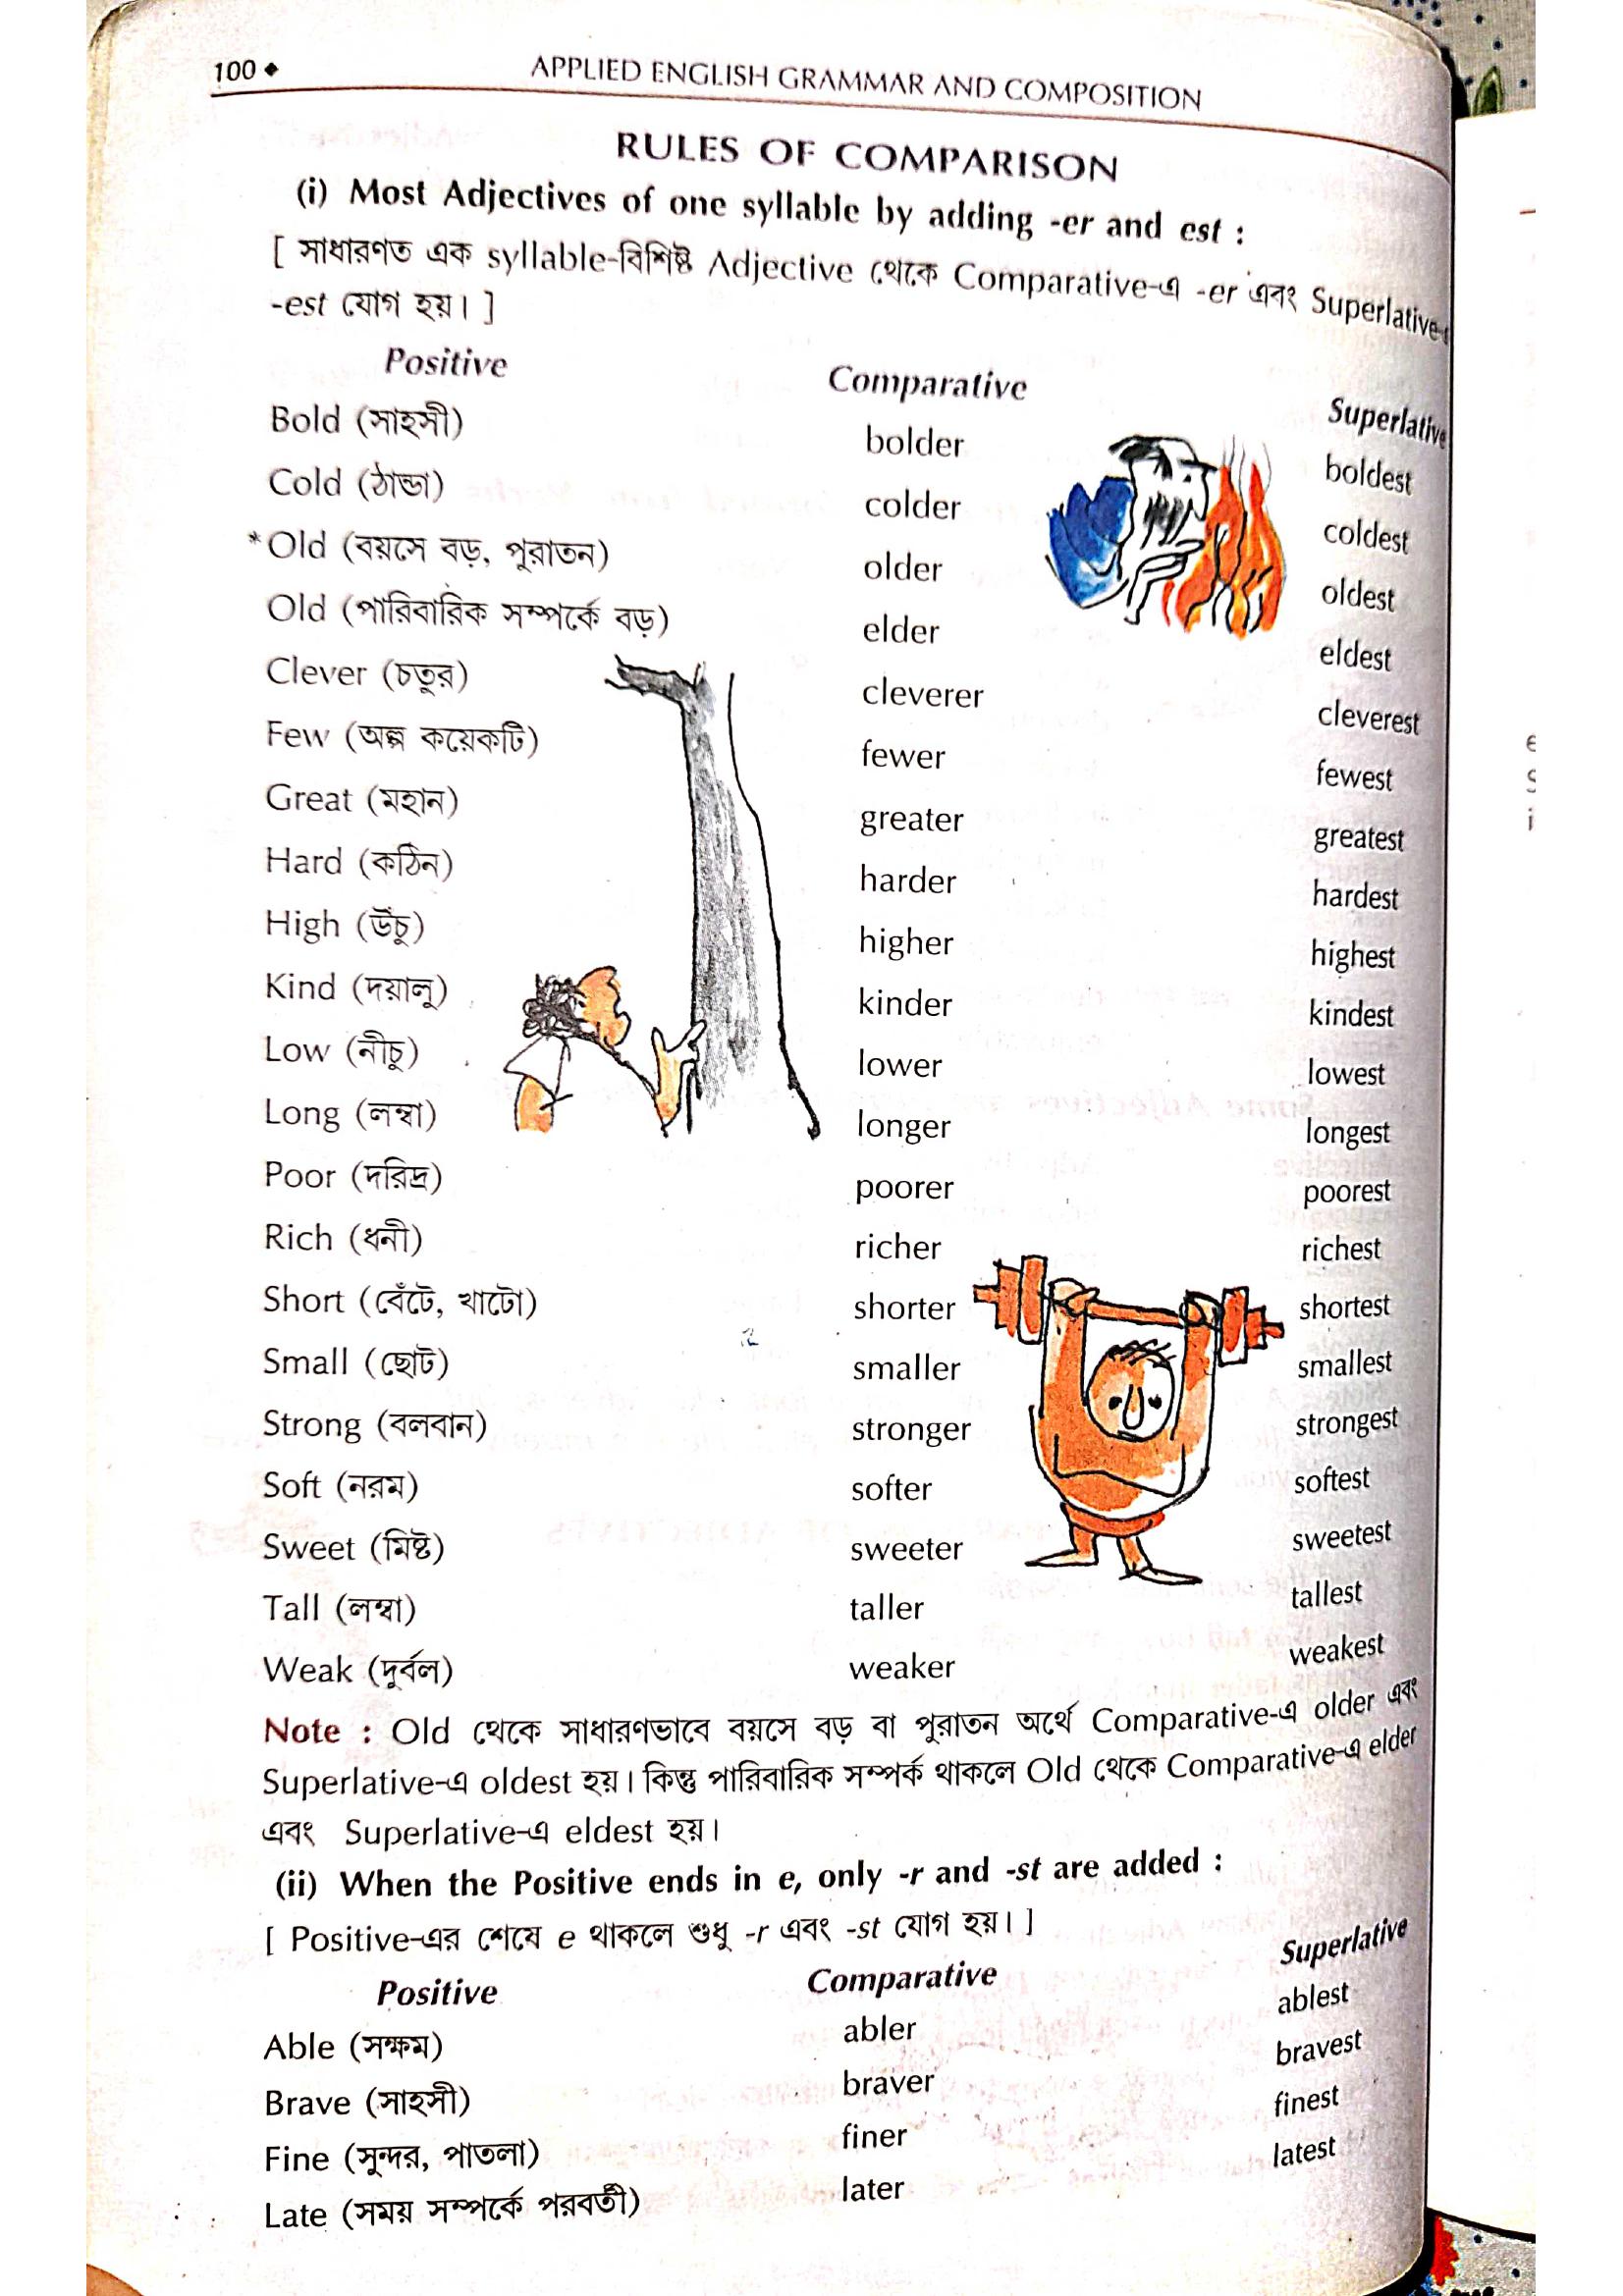 100 ◆ APPLIED ENGLISH GRAMMAR AND COMPOSITION
RULES OF COMPARISON
(i) Most Adjectives of one syllable by adding -er and est :
[ সাধারণত এক syllable-বিশিষ্ট Adjective থেকে Comparative-এ -er এবং Superlative-
-est যোগ হয়। ]
Positive Comparative Superlative
Bold (সাহসী) bolder boldest
Cold (ঠান্ডা) colder coldest
*Old (বয়সে বড়, পুরাতন) older oldest
Old (পারিবারিক সম্পর্কে বড়) elder eldest
Clever (চতুর) cleverer cleverest
Few (অল্প কয়েকটি) fewer fewest
Great (মহান) greater greatest
Hard (কঠিন) harder hardest
High (উঁচু) higher highest
Kind (দয়ালু) kinder kindest
Low (নীচু) lower lowest
Long (লম্বা) longer longest
Poor (দরিদ্র) poorer poorest
Rich (ধনী) richer richest
Short (বেঁটে, খাটো) shorter shortest
Small (ছোট) smaller smallest
Strong (বলবান) stronger strongest
Soft (নরম) softer softest
Sweet (মিষ্ট) sweeter sweetest
Tall (লম্বা) taller tallest
Weak (দুর্বল) weaker weakest
Note : Old থেকে সাধারণভাবে বয়সে বড় বা পুরাতন অর্থে Comparative-এ older এবং
Superlative-এ oldest হয়। কিন্তু পারিবারিক সম্পর্ক থাকলে Old থেকে Comparative-এ elder
এবং Superlative-এ eldest হয়।
(ii) When the Positive ends in e, only -r and -st are added :
[ Positive-এর শেষে e থাকলে শুধু -r এবং -st যোগ হয়। ]
Positive Comparative Superlative
Able (সক্ষম) abler ablest
Brave (সাহসী) braver bravest
Fine (সুন্দর, পাতলা) finer finest
Late (সময় সম্পর্কে পরবর্তী) later latest